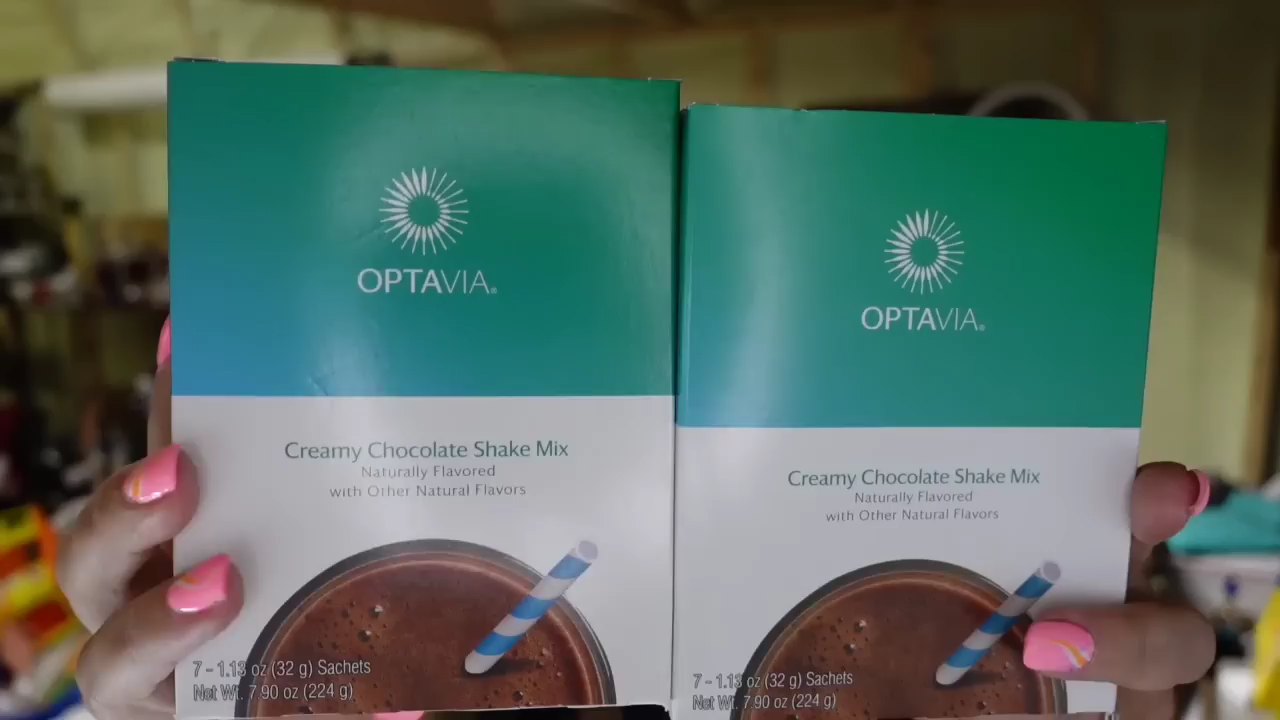 OPTAVIA®
Creamy Chocolate Shake Mix
Naturally Flavored
with Other Natural Flavors
7 – 1.13 oz (32 g) Sachets
Net Wt. 7.90 oz (224 g)
OPTAVIA®
Creamy Chocolate Shake Mix
Naturally Flavored
with Other Natural Flavors
7 – 1.13 oz (32 g) Sachets
Net Wt. 7.90 oz (224 g)